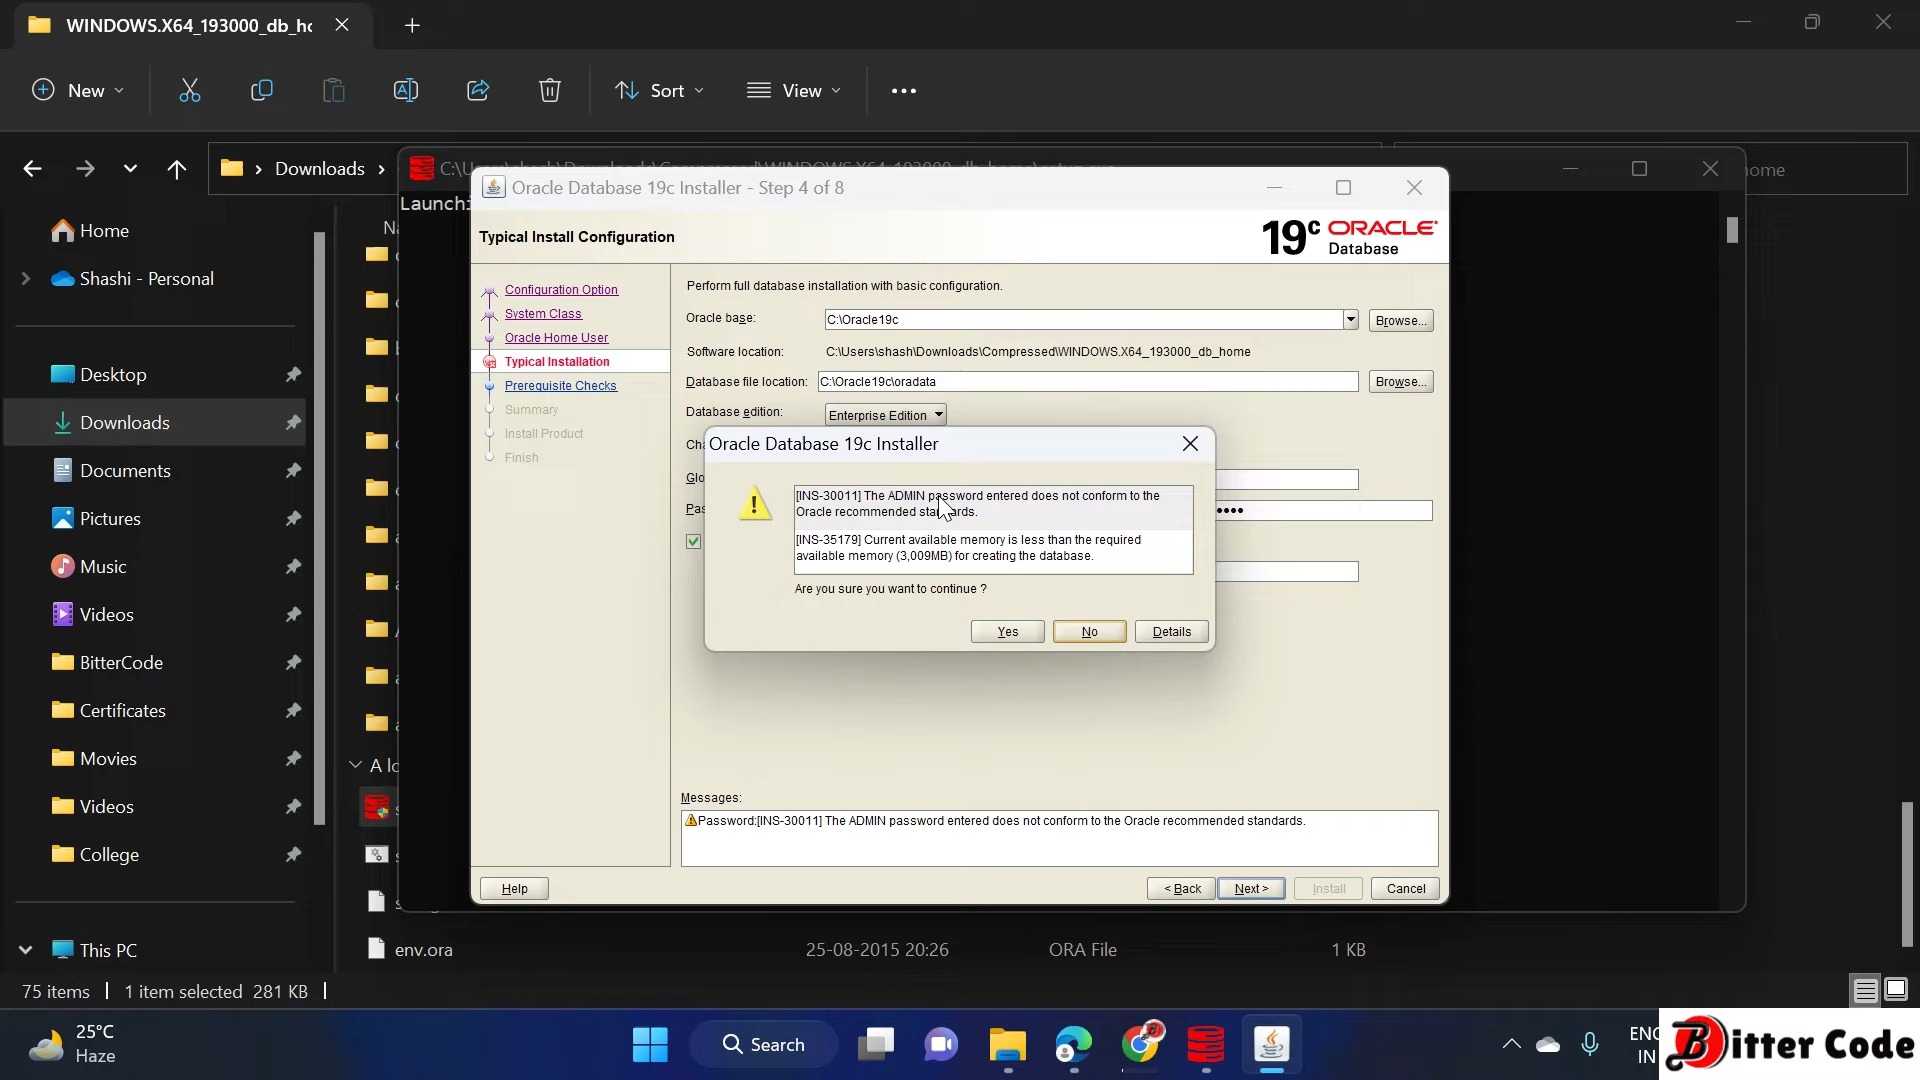 WINDOWS.X64_193000_db_hc
New
Sort
View
Downloads
C:\U
ome
Launchi
Oracle Database 19c Installer - Step 4 of 8
Typical Install Configuration
19c ORACLE
Database
Home
Shashi - Personal
Desktop
Downloads
Documents
Pictures
Music
Videos
BitterCode
Certificates
Movies
Videos
College
This PC
Configuration Option
System Class
Oracle Home User
Typical Installation
Prerequisite Checks
Summary
Install Product
Finish
Perform full database installation with basic configuration.
Oracle base:
C:\Oracle19c
Browse...
Software location:
C:\Users\shash\Downloads\Compressed\WINDOWS.X64_193000_db_home
Database file location:
C:\Oracle19c\oradata
Browse...
Database edition:
Enterprise Edition
Cha
Glo
Pas
Oracle Database 19c Installer
[INS-30011] The ADMIN password entered does not conform to the
Oracle recommended standards.
[INS-35179] Current available memory is less than the required
available memory (3,009MB) for creating the database.
Are you sure you want to continue ?
Yes
No
Details
Messages:
Password:[INS-30011] The ADMIN password entered does not conform to the Oracle recommended standards.
Help
< Back
Next >
Install
Cancel
A lo
env.ora
25-08-2015 20:26
ORA File
1 KB
75 items
1 item selected 281 KB
25°C
Haze
Search
ENG
IN
Bitter Code